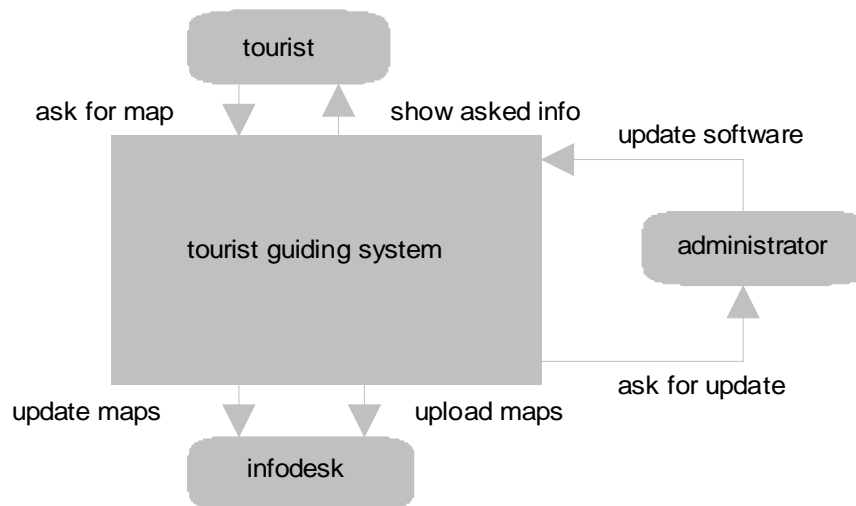 tourist
ask for map
show asked info
update software
tourist guiding system
administrator
ask for update
update maps
upload maps
infodesk